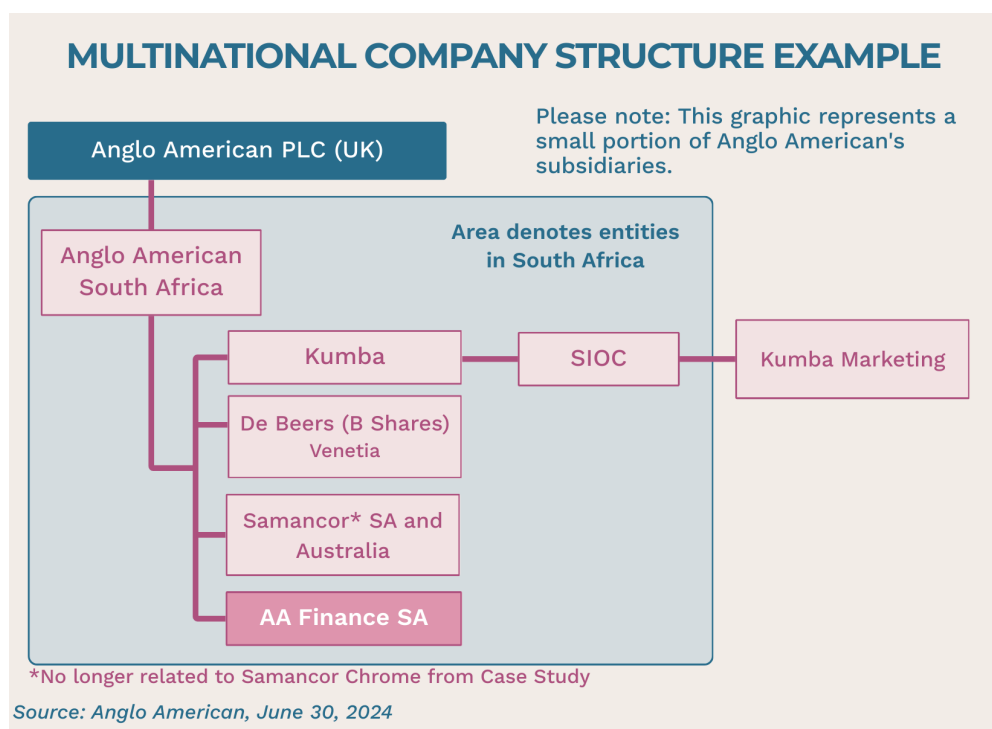 MULTINATIONAL COMPANY STRUCTURE EXAMPLE
Please note: This graphic represents a
small portion of Anglo American's
subsidiaries.
Anglo American PLC (UK)
Area denotes entities
in South Africa
Anglo American
South Africa
Kumba
SIOC
Kumba Marketing
De Beers (B Shares)
Venetia
Samancor* SA and
Australia
AA Finance SA
*No longer related to Samancor Chrome from Case Study
Source: Anglo American, June 30, 2024